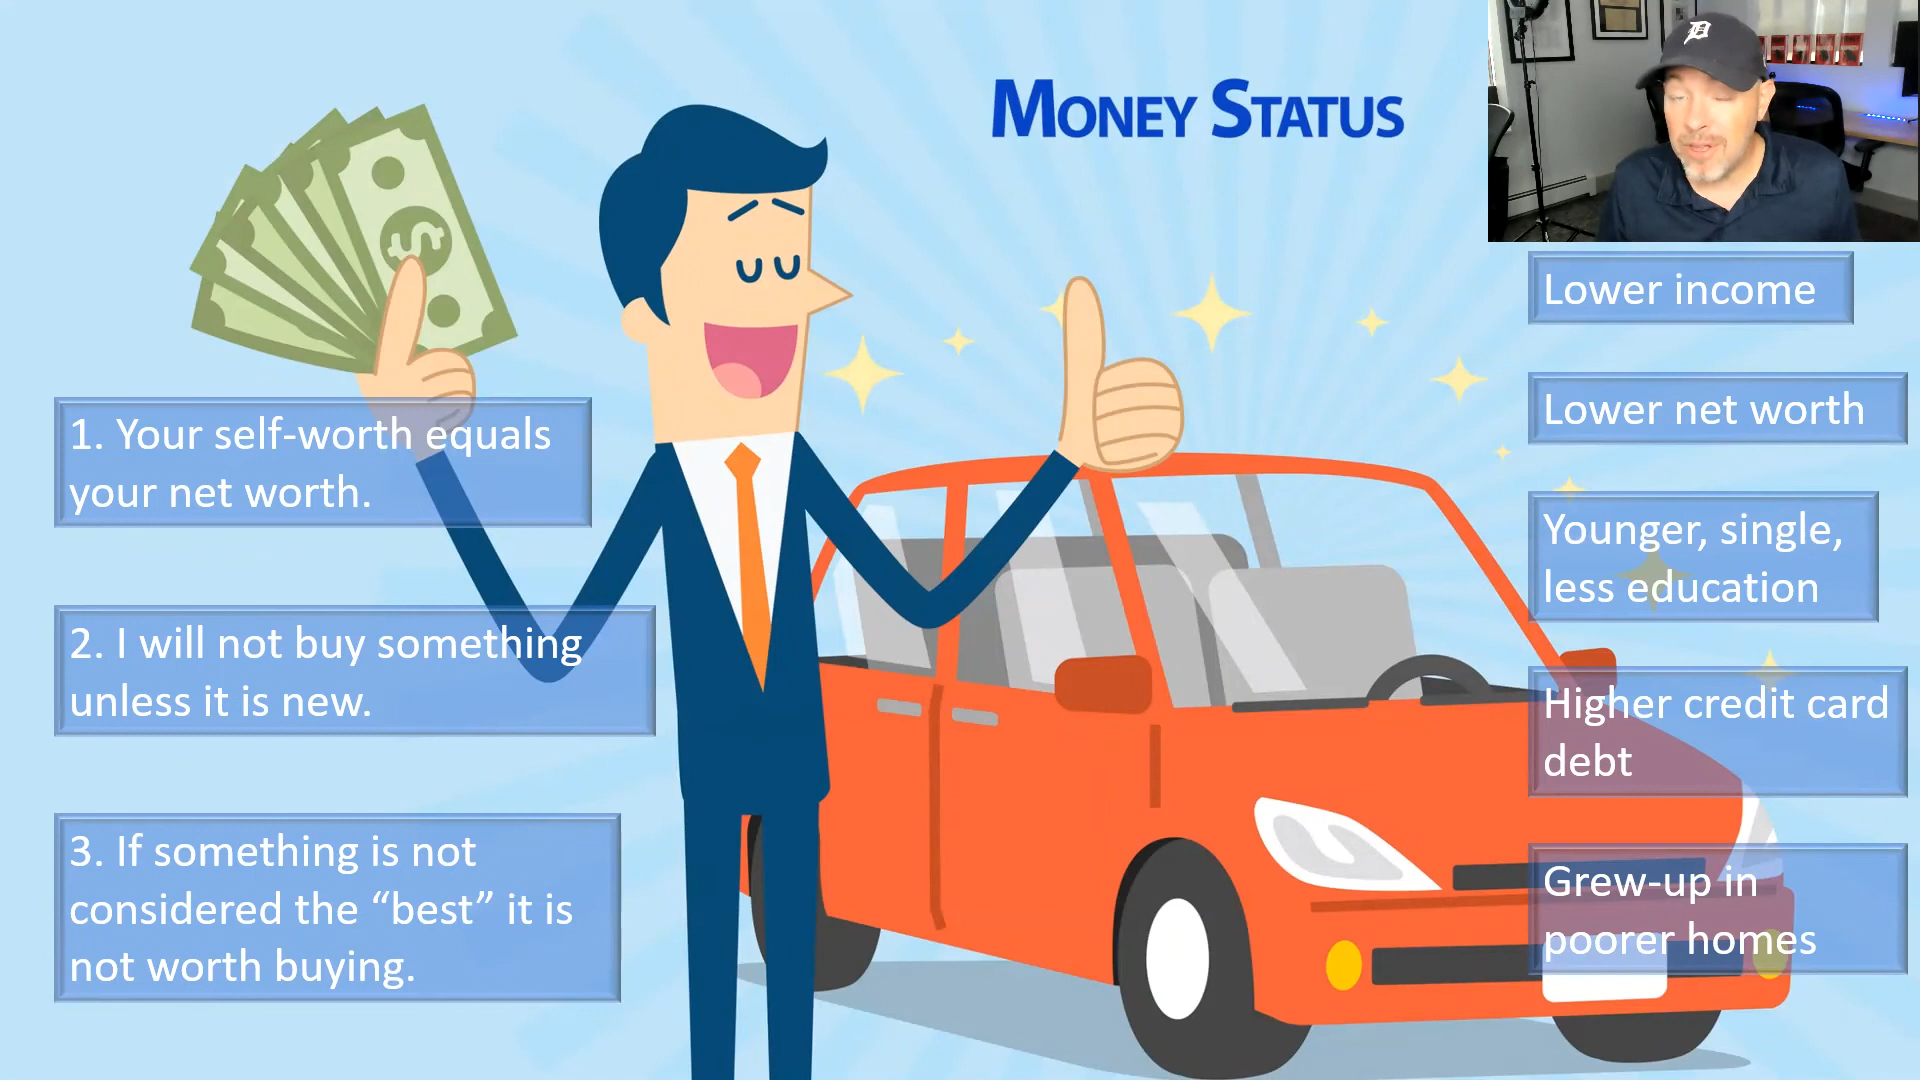 MONEY STATUS
1. Your self-worth equals
your net worth.
2. I will not buy something
unless it is new.
3. If something is not
considered the “best” it is
not worth buying.
Lower income
Lower net worth
Younger, single,
less education
Higher credit card
debt
Grew-up in
poorer homes